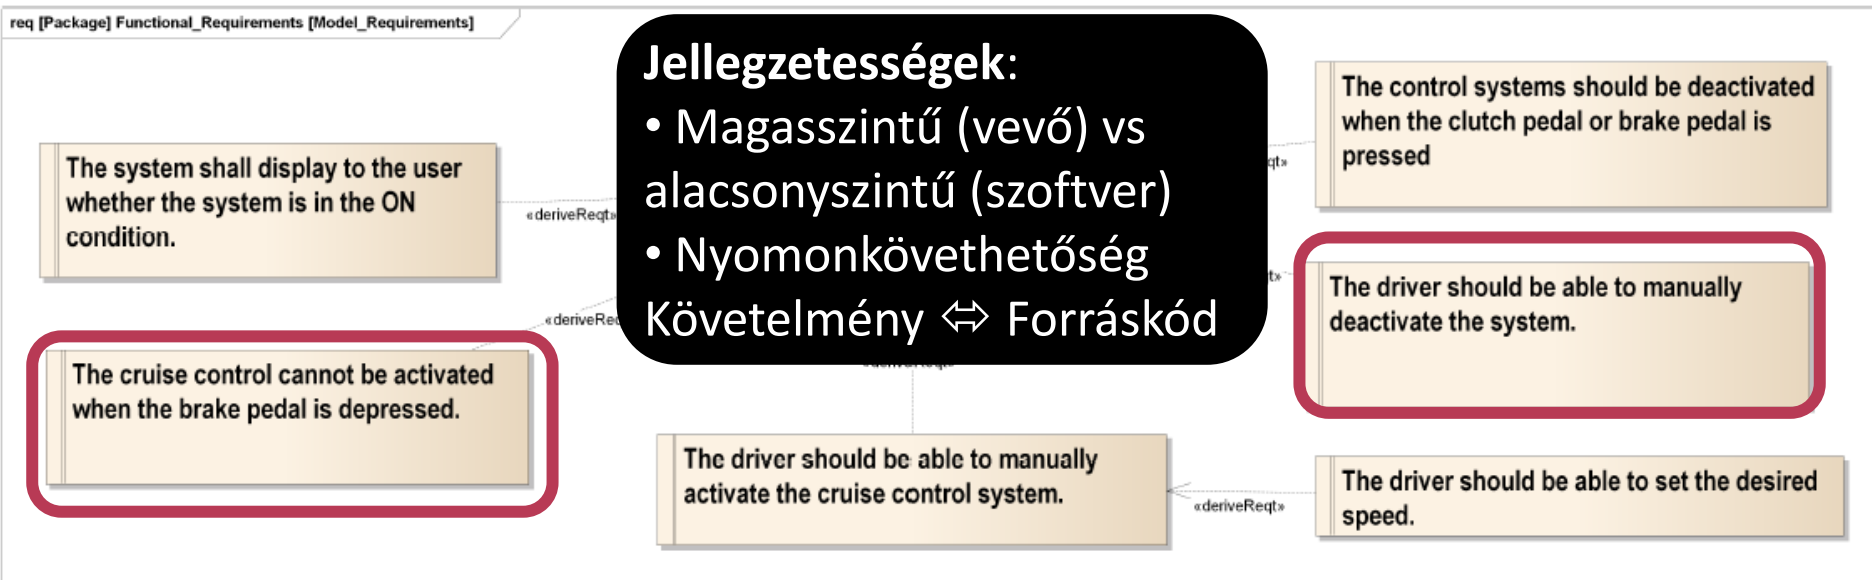 req [Package] Functional_Requirements [Model_Requirements]
Jellegzetességek:
• Magasszintű (vevő) vs
alacsonyszintű (szoftver)
• Nyomonkövethetőség
Követelmény ⇔ Forráskód
The system shall display to the user
whether the system is in the ON
condition.
«deriveReqt»
The control systems should be deactivated
when the clutch pedal or brake pedal is
pressed
The cruise control cannot be activated
when the brake pedal is depressed.
The driver should be able to manually
deactivate the system.
The driver should be able to manually
activate the cruise control system.
«deriveReqt»
The driver should be able to set the desired
speed.